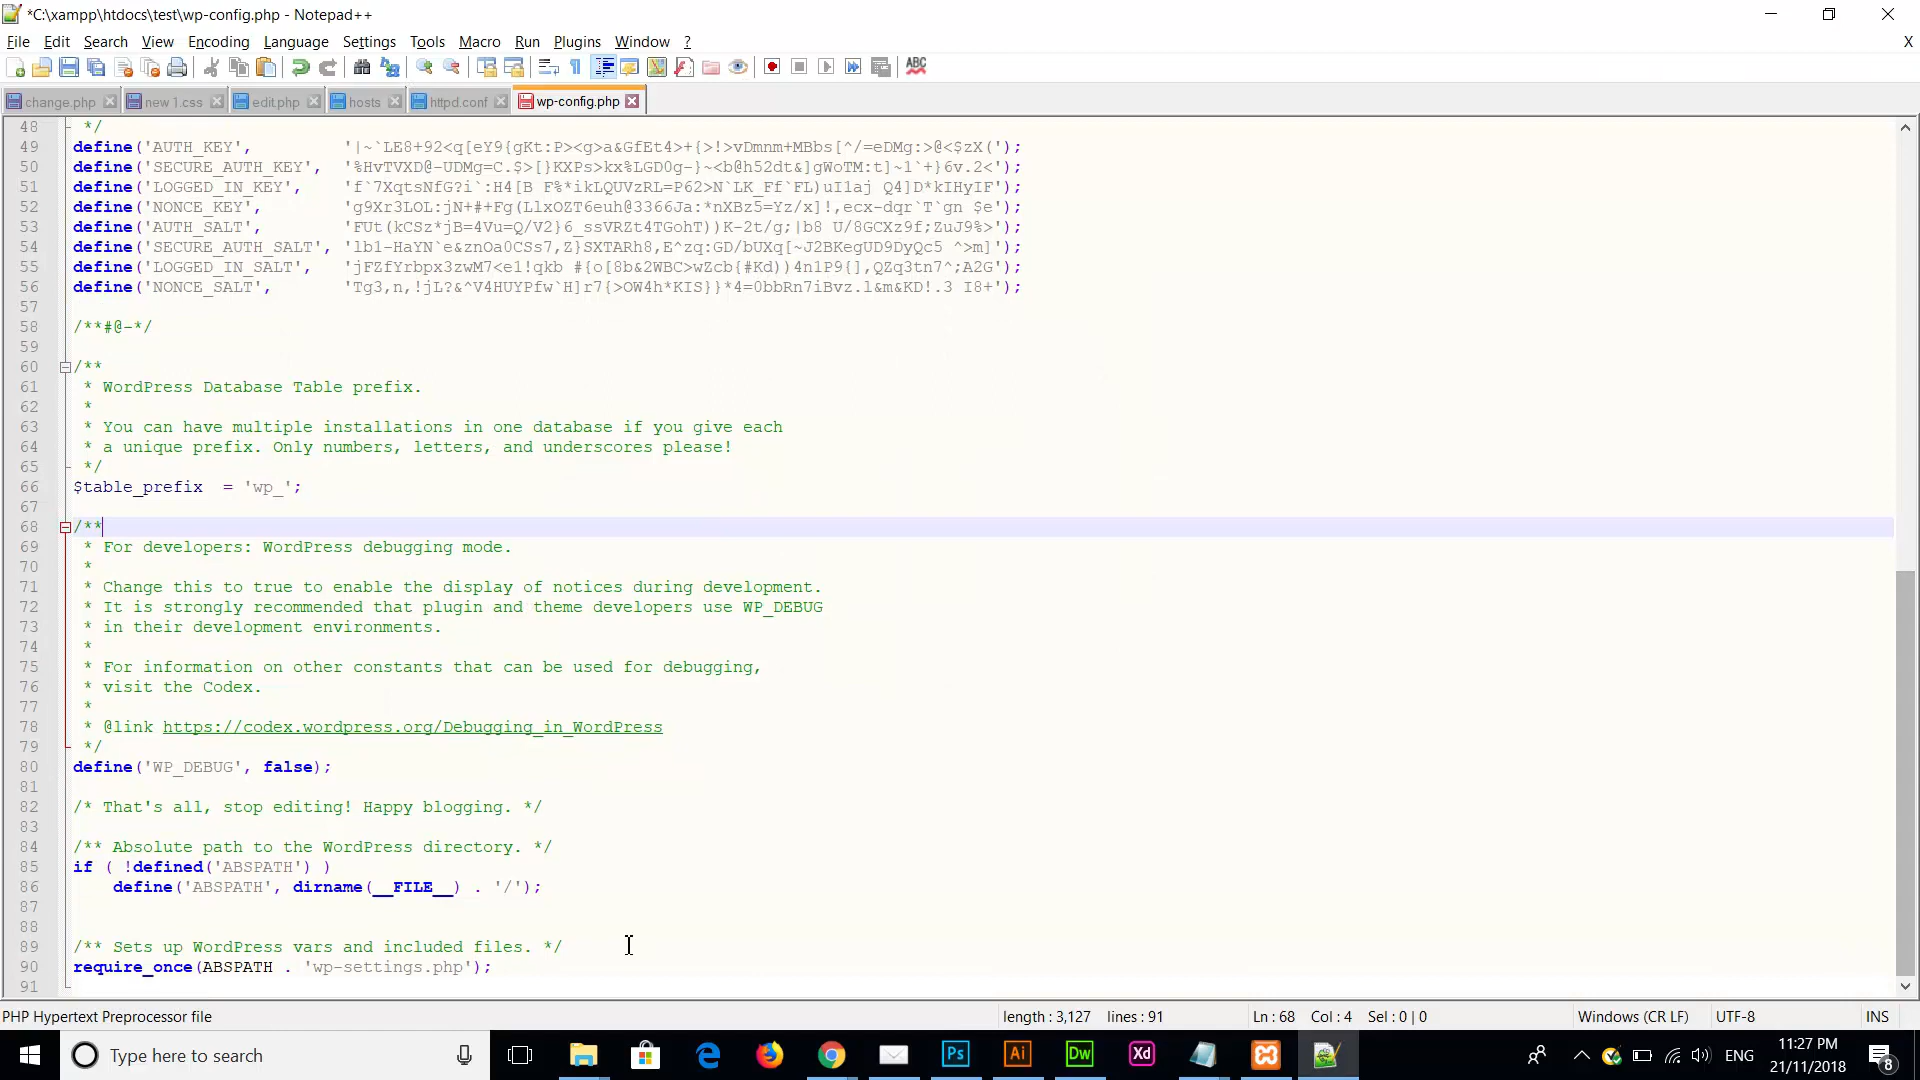 *C:\xampp\htdocs\test\wp-config.php - Notepad++
File Edit Search View Encoding Language Settings Tools Macro Run Plugins Window ? X
ABC
change.php new 1.css edit.php hosts httpd.conf wp-config.php
48 */
49 define('AUTH_KEY', '|~`LE8+92<q[eY9{gKt:P><g>a&GfEt4>+{>!>vDmnm+MBbs[^/=eDMg:>@<$zX(');
50 define('SECURE_AUTH_KEY', '%HvTVXD@-UDMg=C.$>[}KXPs>kx%LGD0g-}~<b@h52dt&]gWoTM:t]~1`+}6v.2<');
51 define('LOGGED_IN_KEY', 'f`7XqtsNfG?i`:H4[B F%*ikLQUVzRL=P62>N`LK_Ff`FL)uI1aj Q4]D*kIHyIF');
52 define('NONCE_KEY', 'g9Xr3LOL:jN+#+Fg(LlxOZT6euh@3366Ja:*nXBz5=Yz/x]!,ecx-dqr`T`gn $e');
53 define('AUTH_SALT', 'FUt(kCSz*jB=4Vu=Q/V2}6_ssVRZt4TGohT))K-2t/g;|b8 U/8GCXz9f;ZuJ9%>');
54 define('SECURE_AUTH_SALT', 'lb1-HaYN`e&znOa0CSs7,Z}SXTARh8,E^zq:GD/bUXq[~J2BKegUD9DyQc5 ^>m]');
55 define('LOGGED_IN_SALT', 'jFZfYrbpx3zwM7<e1!qkb #{o[8b&2WBC>wZcb{#Kd))4n1P9{],QZq3tn7^;A2G');
56 define('NONCE_SALT', 'Tg3,n,!jL?&^V4HUYPfw`H]r7{>OW4h*KIS}}*4=0bbRn7iBvz.l&m&KD!.3 I8+');
57
58 /**#@-*/
59
60 /**
61 * WordPress Database Table prefix.
62 *
63 * You can have multiple installations in one database if you give each
64 * a unique prefix. Only numbers, letters, and underscores please!
65 */
66 $table_prefix = 'wp_';
67
68 /**
69 * For developers: WordPress debugging mode.
70 *
71 * Change this to true to enable the display of notices during development.
72 * It is strongly recommended that plugin and theme developers use WP_DEBUG
73 * in their development environments.
74 *
75 * For information on other constants that can be used for debugging,
76 * visit the Codex.
77 *
78 * @link https://codex.wordpress.org/Debugging_in_WordPress
79 */
80 define('WP_DEBUG', false);
81
82 /* That's all, stop editing! Happy blogging. */
83
84 /** Absolute path to the WordPress directory. */
85 if ( !defined('ABSPATH') )
86 define('ABSPATH', dirname(__FILE__) . '/');
87
88
89 /** Sets up WordPress vars and included files. */
90 require_once(ABSPATH . 'wp-settings.php');
91
PHP Hypertext Preprocessor file length : 3,127 lines : 91 Ln : 68 Col : 4 Sel : 0 | 0 Windows (CR LF) UTF-8 INS
Type here to search Ps Ai Dw Xd ENG 11:27 PM
21/11/2018 8